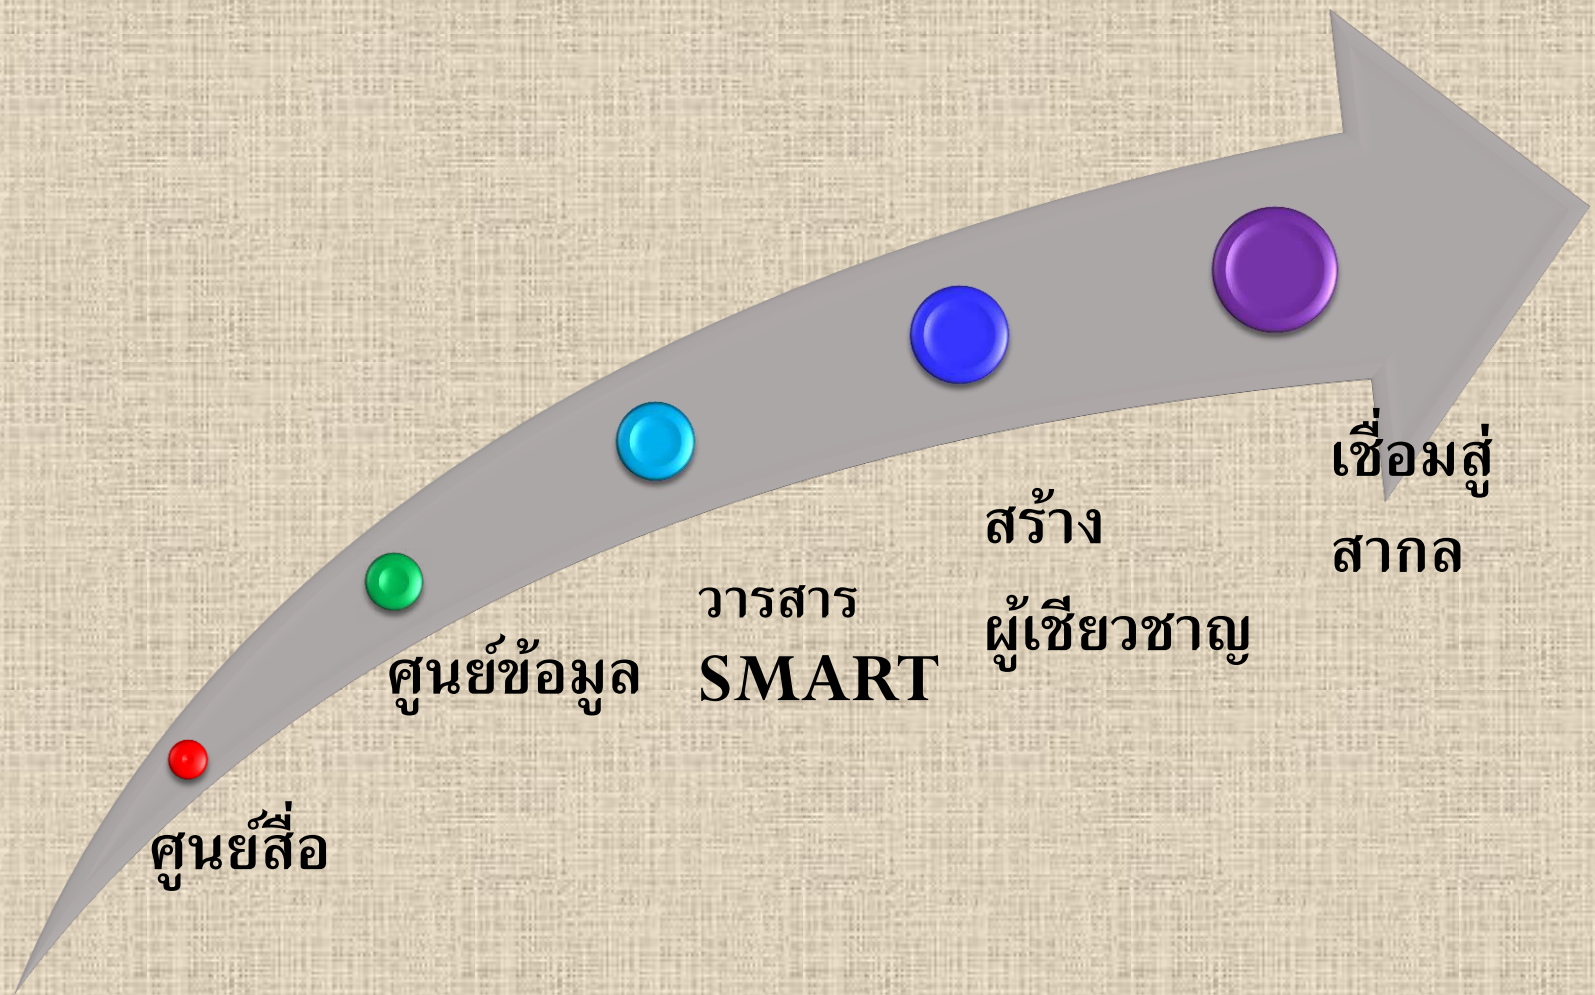 ศูนย์สื่อ
ศูนย์ข้อมูล
วารสาร
SMART
สร้าง
ผู้เชียวชาญ
เชื่อมสู่
สากล